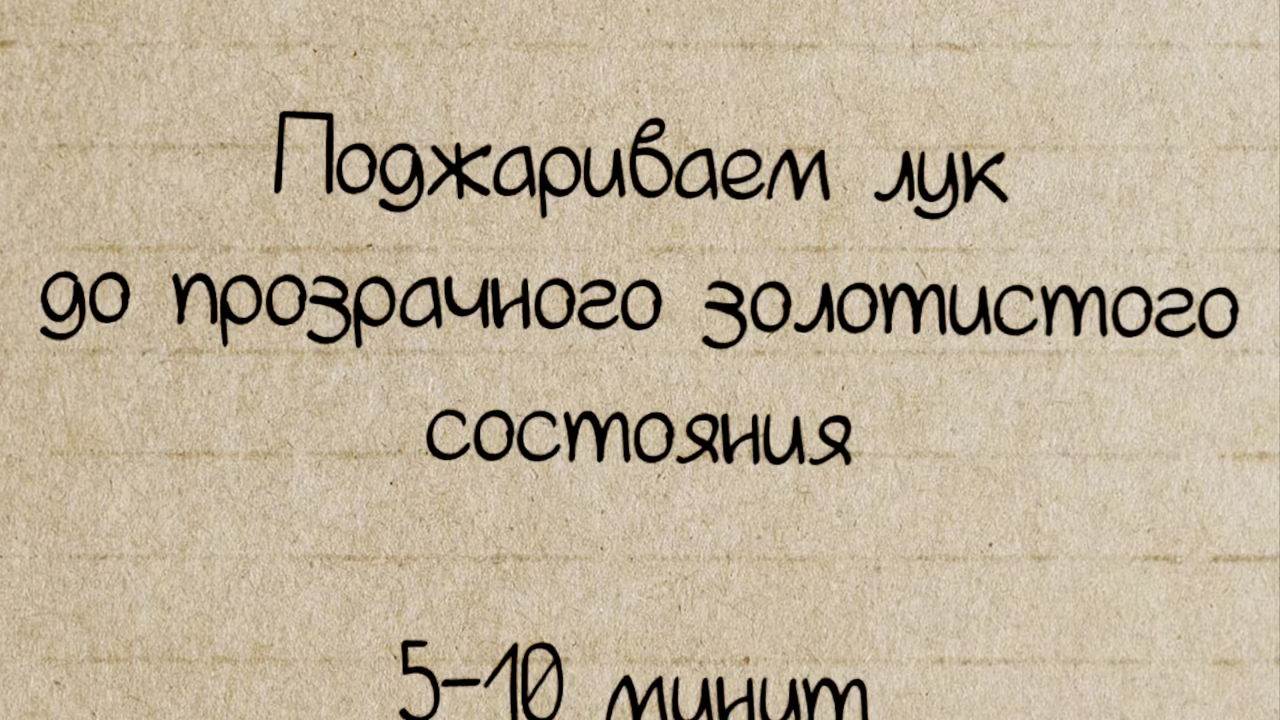 Поджариваем лук
до прозрачного золотистого
состояния
5-10 минут